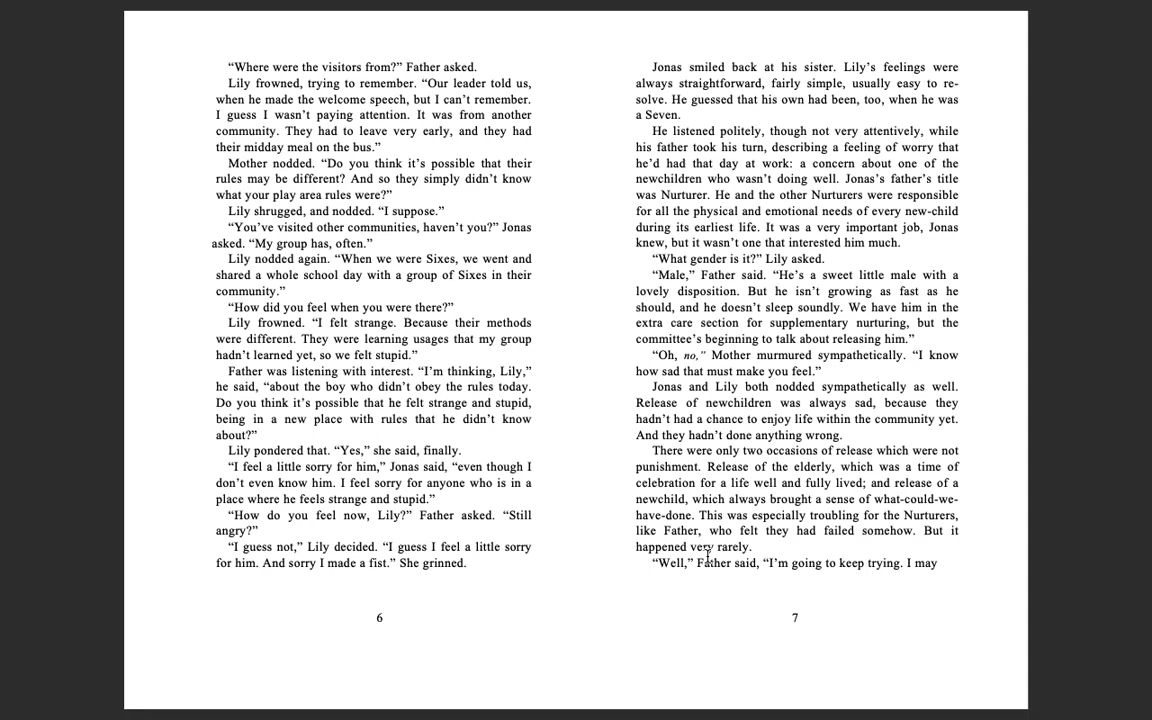 “Where were the visitors from?” Father asked.
Lily frowned, trying to remember. “Our leader told us,
when he made the welcome speech, but I can’t remember.
I guess I wasn’t paying attention. It was from another
community. They had to leave very early, and they had
their midday meal on the bus.”
Mother nodded. “Do you think it’s possible that their
rules may be different? And so they simply didn’t know
what your play area rules were?”
Lily shrugged, and nodded. “I suppose.”
“You’ve visited other communities, haven’t you?” Jonas
asked. “My group has, often.”
Lily nodded again. “When we were Sixes, we went and
shared a whole school day with a group of Sixes in their
community.”
“How did you feel when you were there?”
Lily frowned. “I felt strange. Because their methods
were different. They were learning usages that my group
hadn’t learned yet, so we felt stupid.”
Father was listening with interest. “I’m thinking, Lily,”
he said, “about the boy who didn’t obey the rules today.
Do you think it’s possible that he felt strange and stupid,
being in a new place with rules that he didn’t know
about?”
Lily pondered that. “Yes,” she said, finally.
“I feel a little sorry for him,” Jonas said, “even though I
don’t even know him. I feel sorry for anyone who is in a
place where he feels strange and stupid.”
“How do you feel now, Lily?” Father asked. “Still
angry?”
“I guess not,” Lily decided. “I guess I feel a little sorry
for him. And sorry I made a fist.” She grinned.
6
Jonas smiled back at his sister. Lily’s feelings were
always straightforward, fairly simple, usually easy to re-
solve. He guessed that his own had been, too, when he was
a Seven.
He listened politely, though not very attentively, while
his father took his turn, describing a feeling of worry that
he’d had that day at work: a concern about one of the
newchildren who wasn’t doing well. Jonas’s father’s title
was Nurturer. He and the other Nurturers were responsible
for all the physical and emotional needs of every new-child
during its earliest life. It was a very important job, Jonas
knew, but it wasn’t one that interested him much.
“What gender is it?” Lily asked.
“Male,” Father said. “He’s a sweet little male with a
lovely disposition. But he isn’t growing as fast as he
should, and he doesn’t sleep soundly. We have him in the
extra care section for supplementary nurturing, but the
committee’s beginning to talk about releasing him.”
“Oh, no,” Mother murmured sympathetically. “I know
how sad that must make you feel.”
Jonas and Lily both nodded sympathetically as well.
Release of newchildren was always sad, because they
hadn’t had a chance to enjoy life within the community yet.
And they hadn’t done anything wrong.
There were only two occasions of release which were not
punishment. Release of the elderly, which was a time of
celebration for a life well and fully lived; and release of a
newchild, which always brought a sense of what-could-we-
have-done. This was especially troubling for the Nurturers,
like Father, who felt they had failed somehow. But it
happened very rarely.
“Well,” Father said, “I’m going to keep trying. I may
7